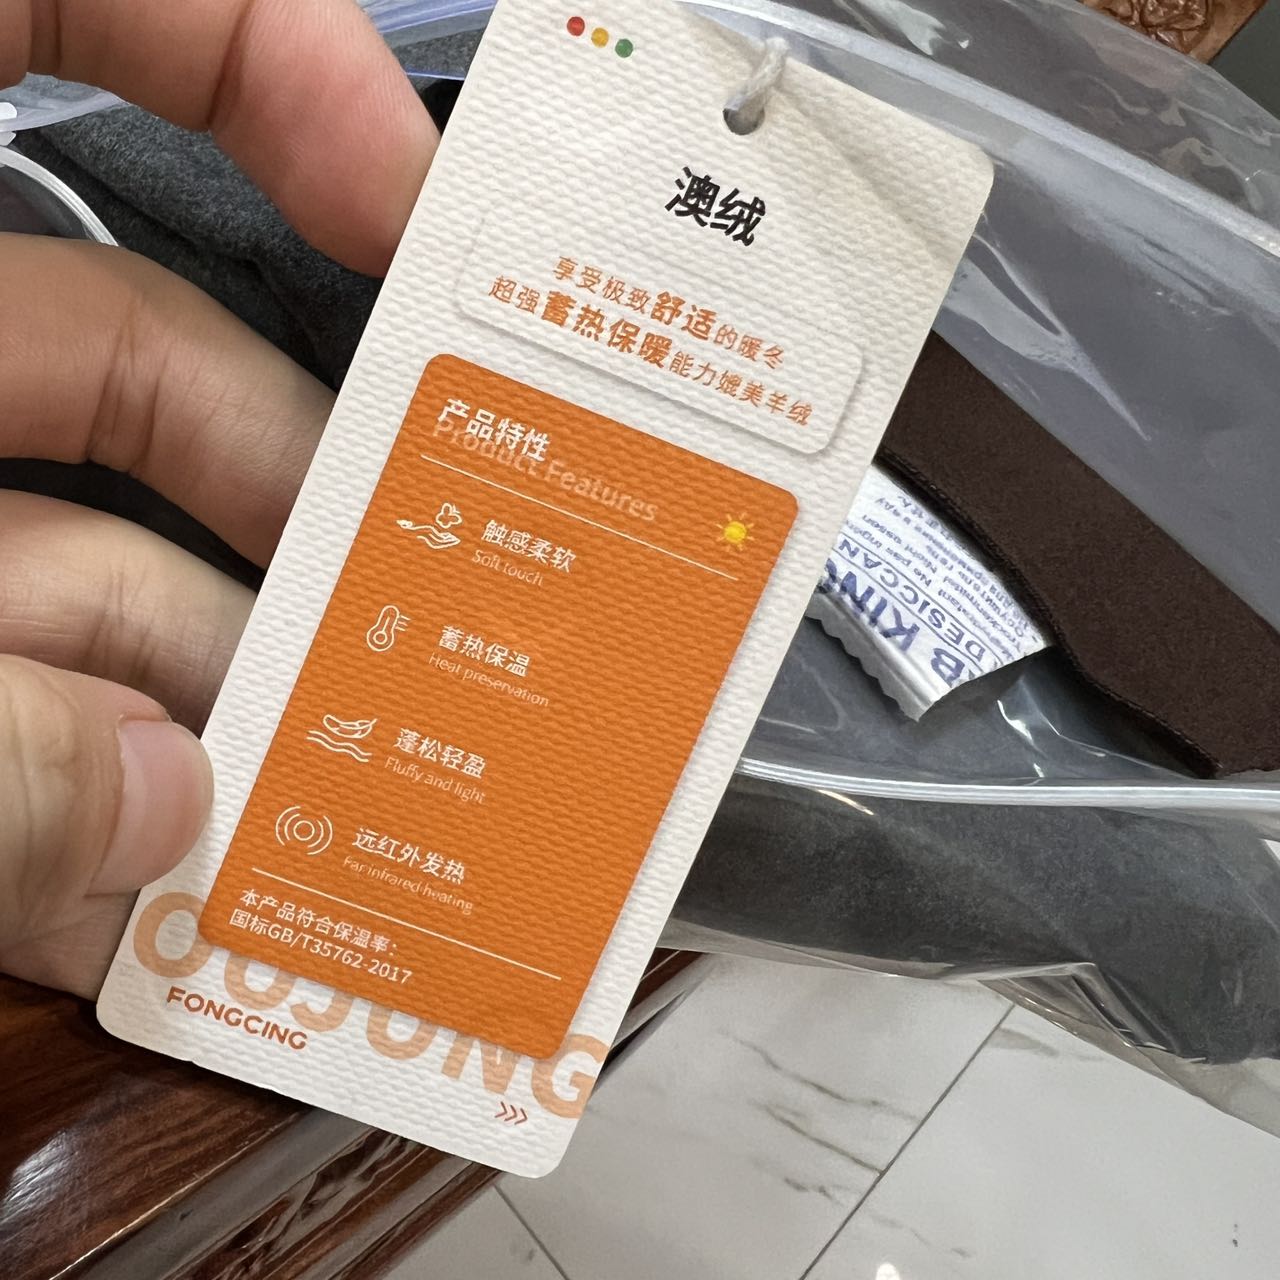 澳绒
享受极致舒适的暖冬
超强蓄热保暖能力媲美羊绒
产品特性
Product Features
触感柔软
Soft touch
蓄热保温
Heat preservation
蓬松轻盈
Fluffy and light
远红外发热
Far infrared heating
本产品符合保温率:
国标GB/T35762-2017
FONGCING
>>>
DESICCAN